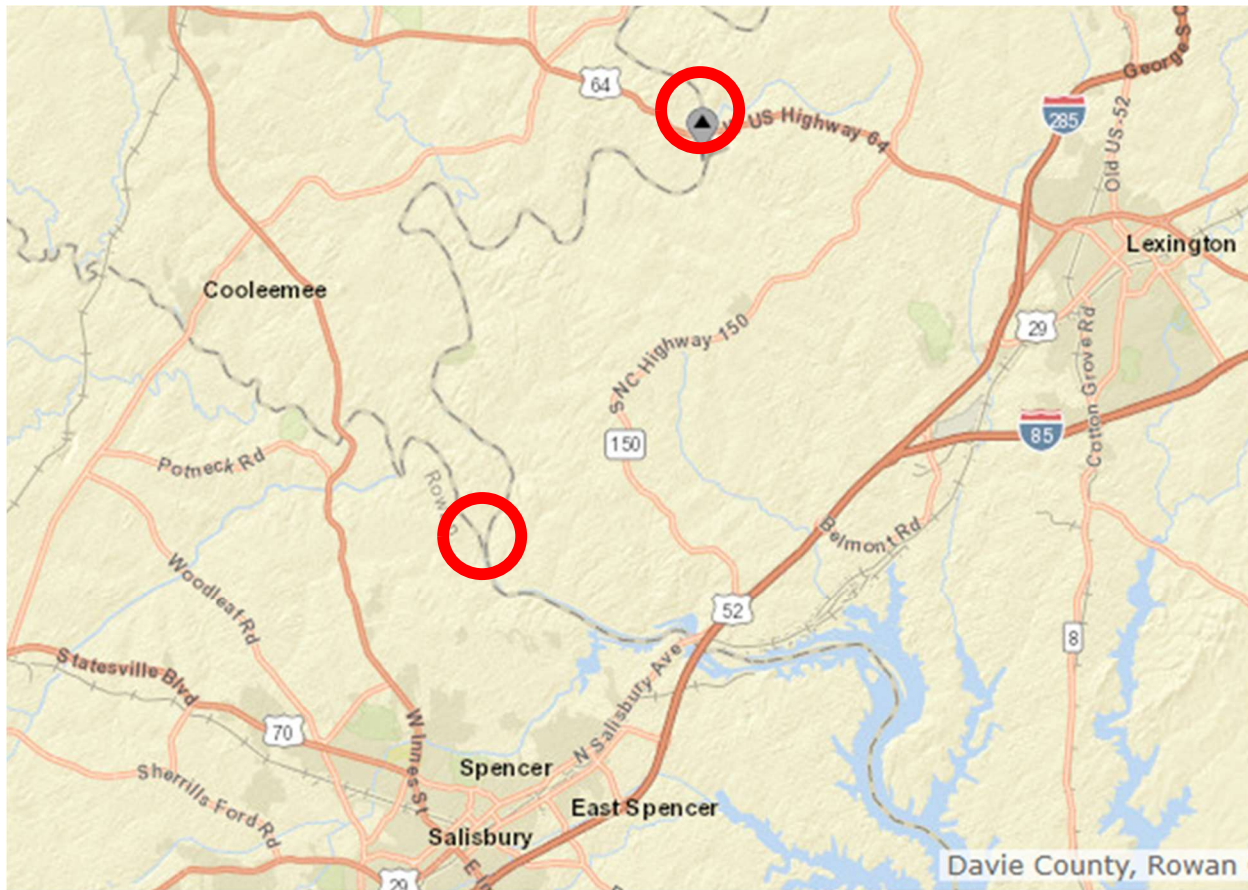 64
US Highway 64
George S
285
Old US-52
Lexington
Cooleemee
29
S NC Highway 150
Cotton Grove Rd
150
85
Potneck Rd
Rowan
Belmont Rd
Woodleaf Rd
52
8
Statesville Blvd
N Salisbury Ave
70
W Innes St
Spencer
Sherrills Ford Rd
East Spencer
Salisbury
Davie County, Rowan
29